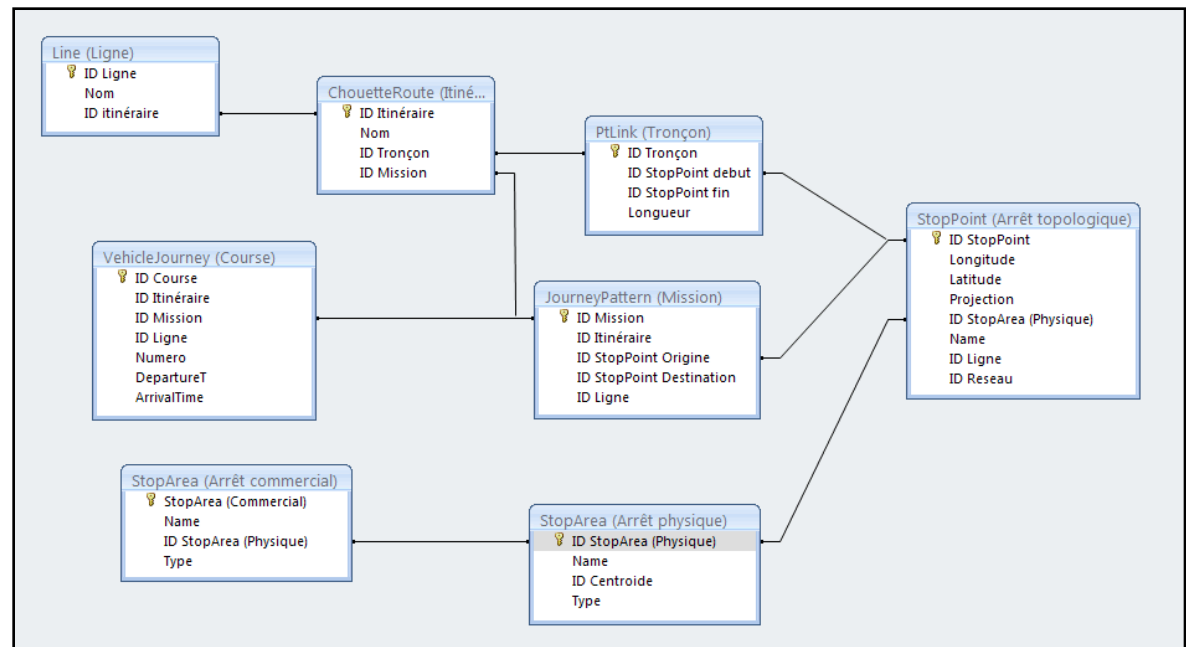 Line (Ligne)
ID Ligne
Nom
ID itinéraire
ChouetteRoute (Itiné...
ID Itinéraire
Nom
ID Tronçon
ID Mission
PtLink (Tronçon)
ID Tronçon
ID StopPoint debut
ID StopPoint fin
Longueur
StopPoint (Arrêt topologique)
ID StopPoint
Longitude
Latitude
Projection
ID StopArea (Physique)
Name
ID Ligne
ID Reseau
VehicleJourney (Course)
ID Course
ID Itinéraire
ID Mission
ID Ligne
Numero
DepartureT
ArrivalTime
JourneyPattern (Mission)
ID Mission
ID Itinéraire
ID StopPoint Origine
ID StopPoint Destination
ID Ligne
StopArea (Arrêt commercial)
StopArea (Commercial)
Name
ID StopArea (Physique)
Type
StopArea (Arrêt physique)
ID StopArea (Physique)
Name
ID Centroide
Type